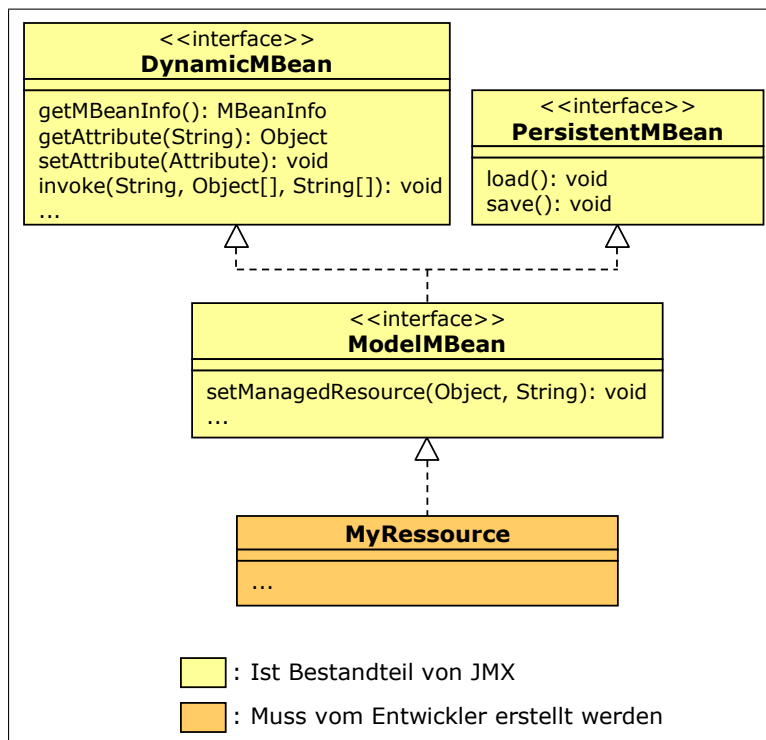 <<interface>>
DynamicMBean
getMBeanInfo(): MBeanInfo
getAttribute(String): Object
setAttribute(Attribute): void
invoke(String, Object[], String[]): void
...
<<interface>>
PersistentMBean
load(): void
save(): void
<<interface>>
ModelMBean
setManagedResource(Object, String): void
...
MyRessource
...
: Ist Bestandteil von JMX
: Muss vom Entwickler erstellt werden